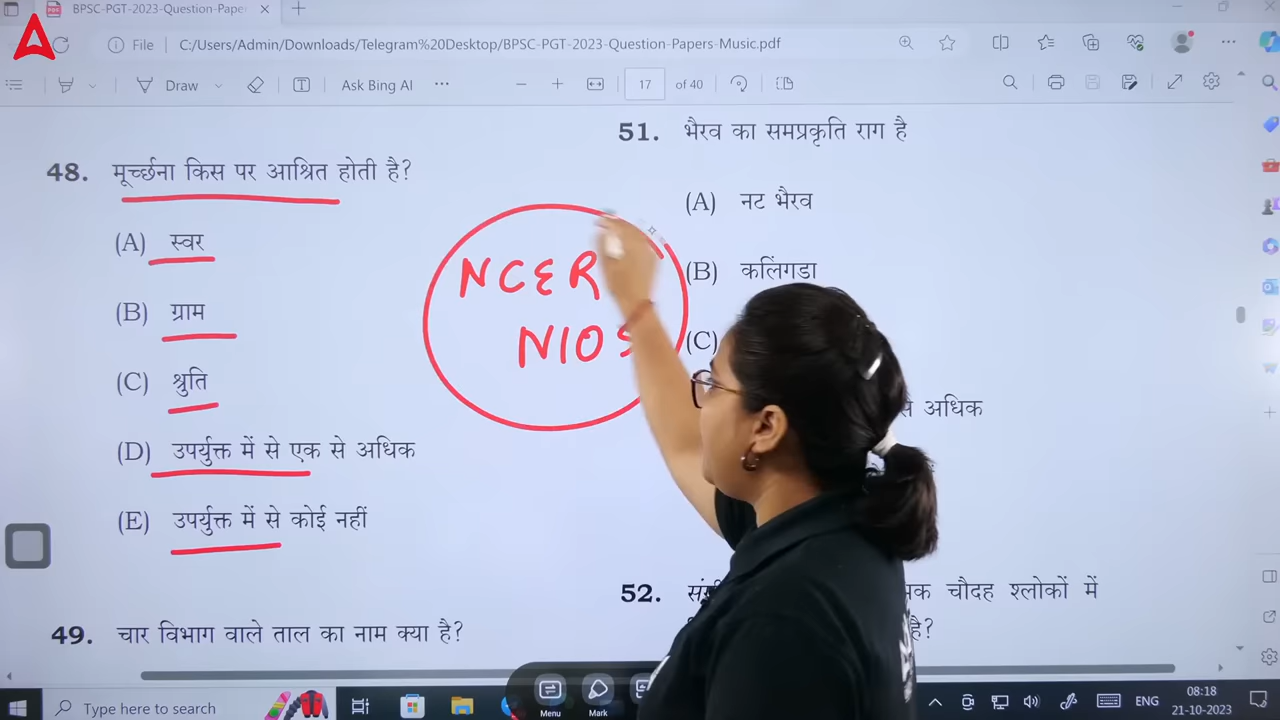 BPSC-PGT-2023-Question-Pape
File C:/Users/Admin/Downloads/Telegram%20Desktop/BPSC-PGT-2023-Question-Papers-Music.pdf
Draw Ask Bing AI 17 of 40
48. मूर्च्छना किस पर आश्रित होती है?
(A) स्वर
(B) ग्राम
(C) श्रुति
(D) उपर्युक्त में से एक से अधिक
(E) उपर्युक्त में से कोई नहीं
49. चार विभाग वाले ताल का नाम क्या है?
NCER
NIOS
51. भैरव का समप्रकृति राग है
(A) नट भैरव
(B) कलिंगडा
(C)
से अधिक
52. चौदह श्लोकों में
है?
Type here to search
Menu Mark
ENG
08:18
21-10-2023